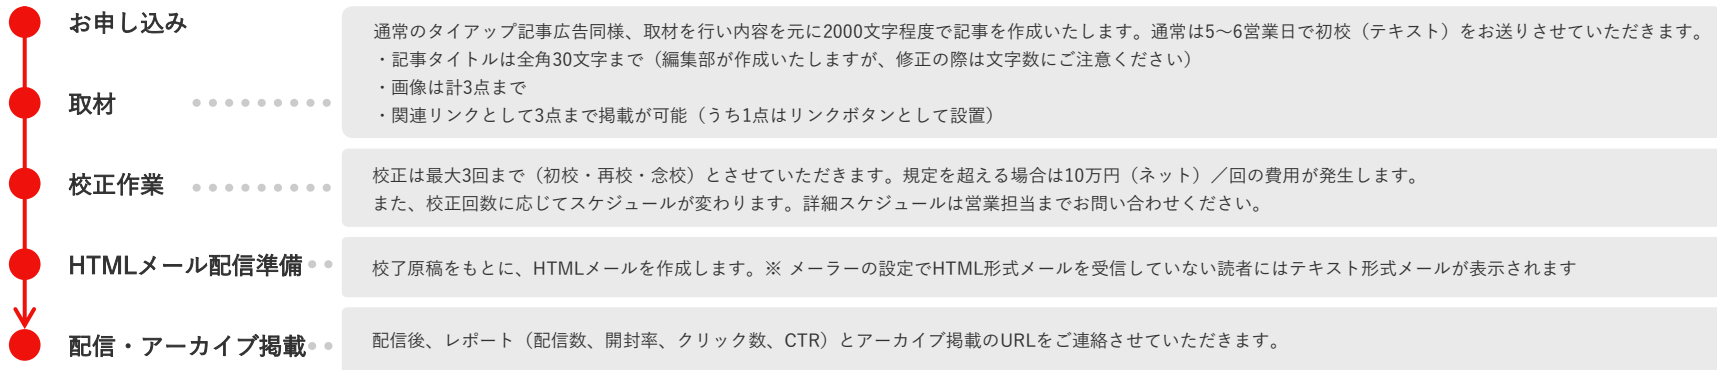 お申し込み
取材
通常のタイアップ記事広告同様、取材を行い内容を元に2000文字程度で記事を作成いたします。通常は5〜6営業日で初校（テキスト）をお送りさせていただきます。
・記事タイトルは全角30文字まで（編集部が作成いたしますが、修正の際は文字数にご注意ください）
・画像は計3点まで
・関連リンクとして3点まで掲載が可能（うち1点はリンクボタンとして設置）
校正作業
校正は最大3回まで（初校・再校・念校）とさせていただきます。規定を超える場合は10万円（ネット）／回の費用が発生します。
また、校正回数に応じてスケジュールが変わります。詳細スケジュールは営業担当までお問い合わせください。
HTMLメール配信準備
校了原稿をもとに、HTMLメールを作成します。※ メーラーの設定でHTML形式メールを受信していない読者にはテキスト形式メールが表示されます
配信・アーカイブ掲載
配信後、レポート（配信数、開封率、クリック数、CTR）とアーカイブ掲載のURLをご連絡させていただきます。